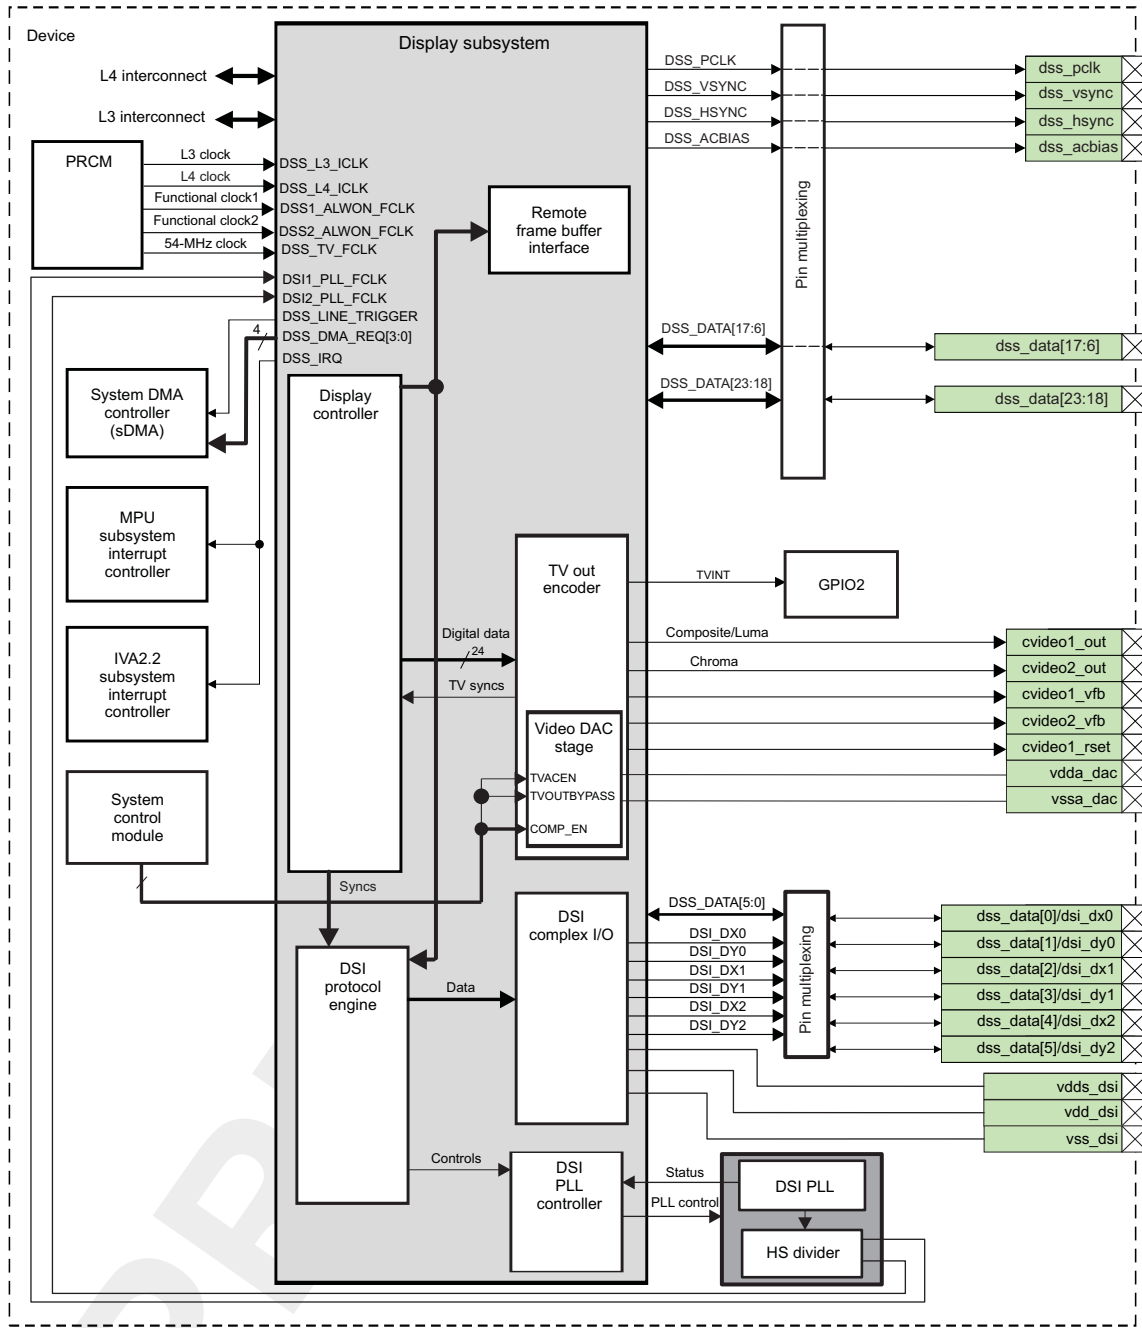 Device
Display subsystem
L4 interconnect
L3 interconnect
PRCM
L3 clock
L4 clock
Functional clock1
Functional clock2
54-MHz clock
DSS_L3_ICLK
DSS_L4_ICLK
DSS1_ALWON_FCLK
DSS2_ALWON_FCLK
DSS_TV_FCLK
DSI1_PLL_FCLK
DSI2_PLL_FCLK
DSS_LINE_TRIGGER
DSS_DMA_REQ[3:0]
DSS_IRQ
4
System DMA
controller
(sDMA)
MPU
subsystem
interrupt
controller
IVA2.2
subsystem
interrupt
controller
System
control
module
Display
controller
Remote
frame buffer
interface
DSS_PCLK
DSS_VSYNC
DSS_HSYNC
DSS_ACBIAS
DSS_DATA[17:6]
DSS_DATA[23:18]
Pin multiplexing
dss_pclk
dss_vsync
dss_hsync
dss_acbias
dss_data[17:6]
dss_data[23:18]
TV out
encoder
Digital data
24
TV syncs
Video DAC
stage
TVACEN
TVOUTBYPASS
COMP_EN
TVINT
GPIO2
Composite/Luma
Chroma
cvideo1_out
cvideo2_out
cvideo1_vfb
cvideo2_vfb
cvideo1_rset
vdda_dac
vssa_dac
Syncs
DSI
protocol
engine
Data
DSI
complex I/O
DSS_DATA[5:0]
DSI_DX0
DSI_DY0
DSI_DX1
DSI_DY1
DSI_DX2
DSI_DY2
Pin multiplexing
dss_data[0]/dsi_dx0
dss_data[1]/dsi_dy0
dss_data[2]/dsi_dx1
dss_data[3]/dsi_dy1
dss_data[4]/dsi_dx2
dss_data[5]/dsi_dy2
vdds_dsi
vdd_dsi
vss_dsi
Controls
DSI
PLL
controller
Status
PLL control
DSI PLL
HS divider